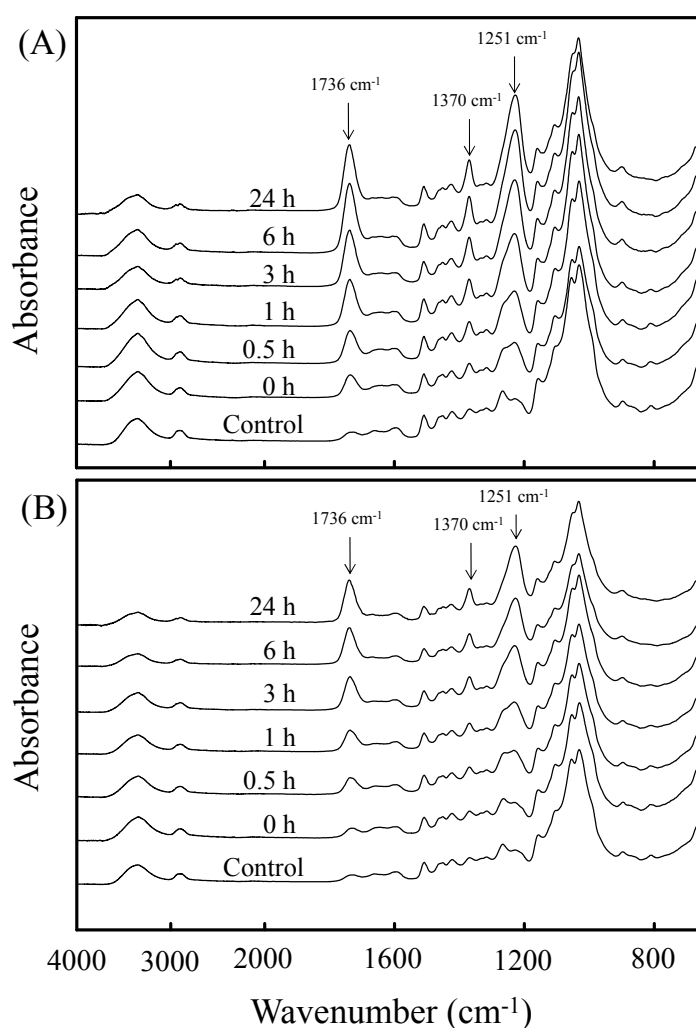 (A)
1251 cm-1
1736 cm-1
1370 cm-1
24 h
6 h
3 h
1 h
0.5 h
0 h
Control
Absorbance
(B)
1251 cm-1
1736 cm-1
1370 cm-1
24 h
6 h
3 h
1 h
0.5 h
0 h
Control
Absorbance
4000 3000 2000 1600 1200 800
Wavenumber (cm-1)